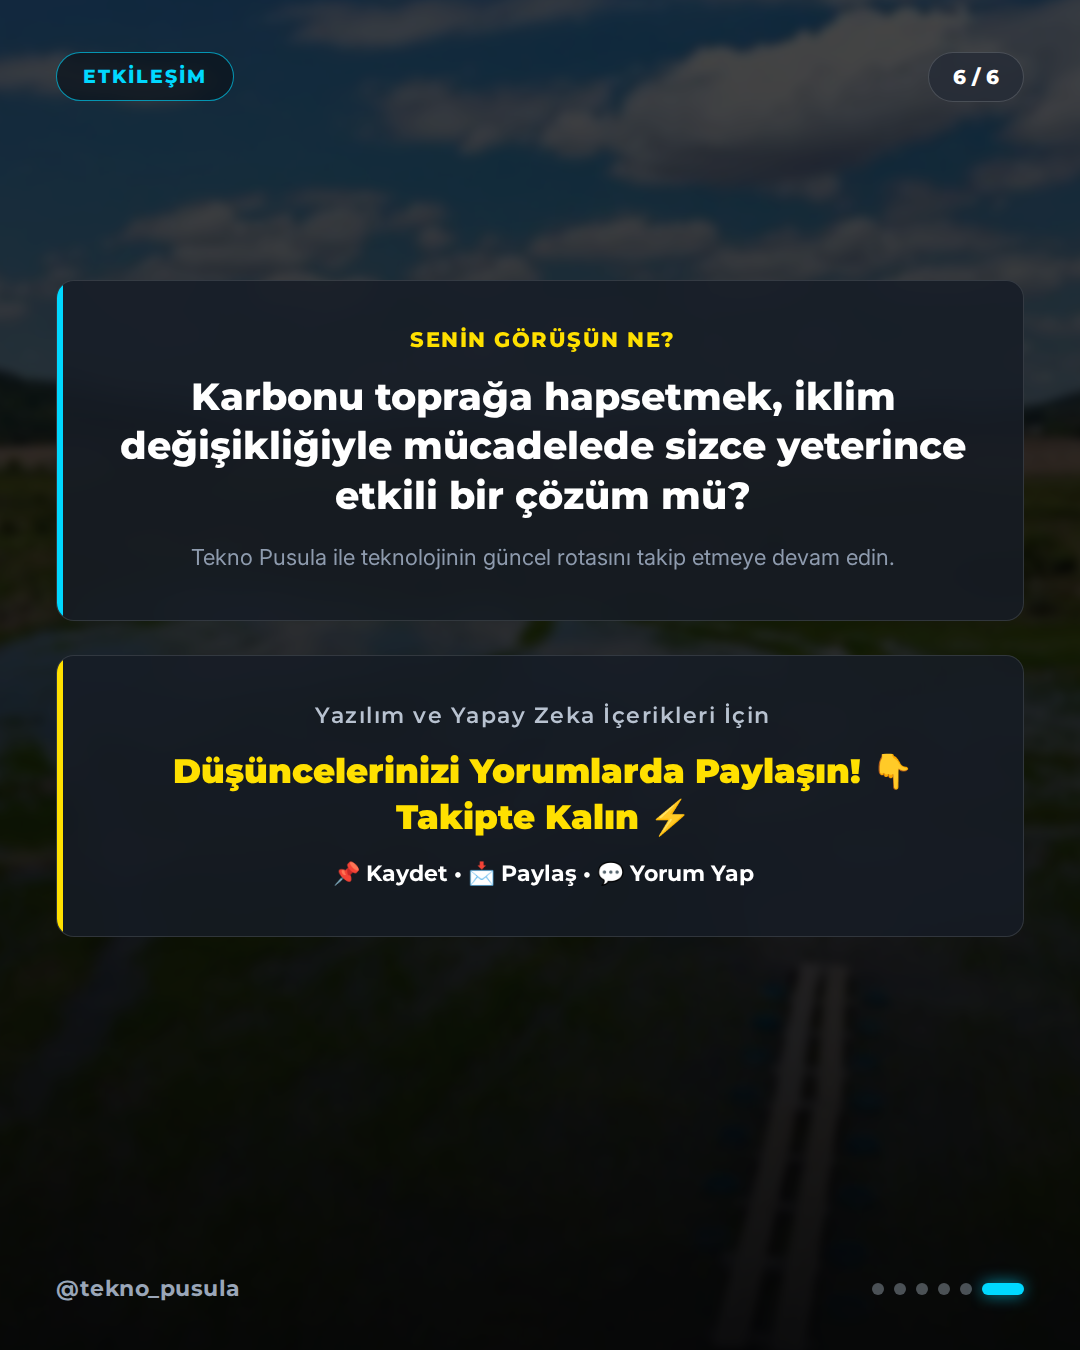 ETKİLEŞİM
6 / 6
SENİN GÖRÜŞÜN NE?
Karbonu toprağa hapsetmek, iklim
değişikliğiyle mücadelede sizce yeterince
etkili bir çözüm mü?
Tekno Pusula ile teknolojinin güncel rotasını takip etmeye devam edin.
Yazılım ve Yapay Zeka İçerikleri İçin
Düşüncelerinizi Yorumlarda Paylaşın! 👇
Takipte Kalın ⚡
📌 Kaydet • 📩 Paylaş • 💬 Yorum Yap
@tekno_pusula